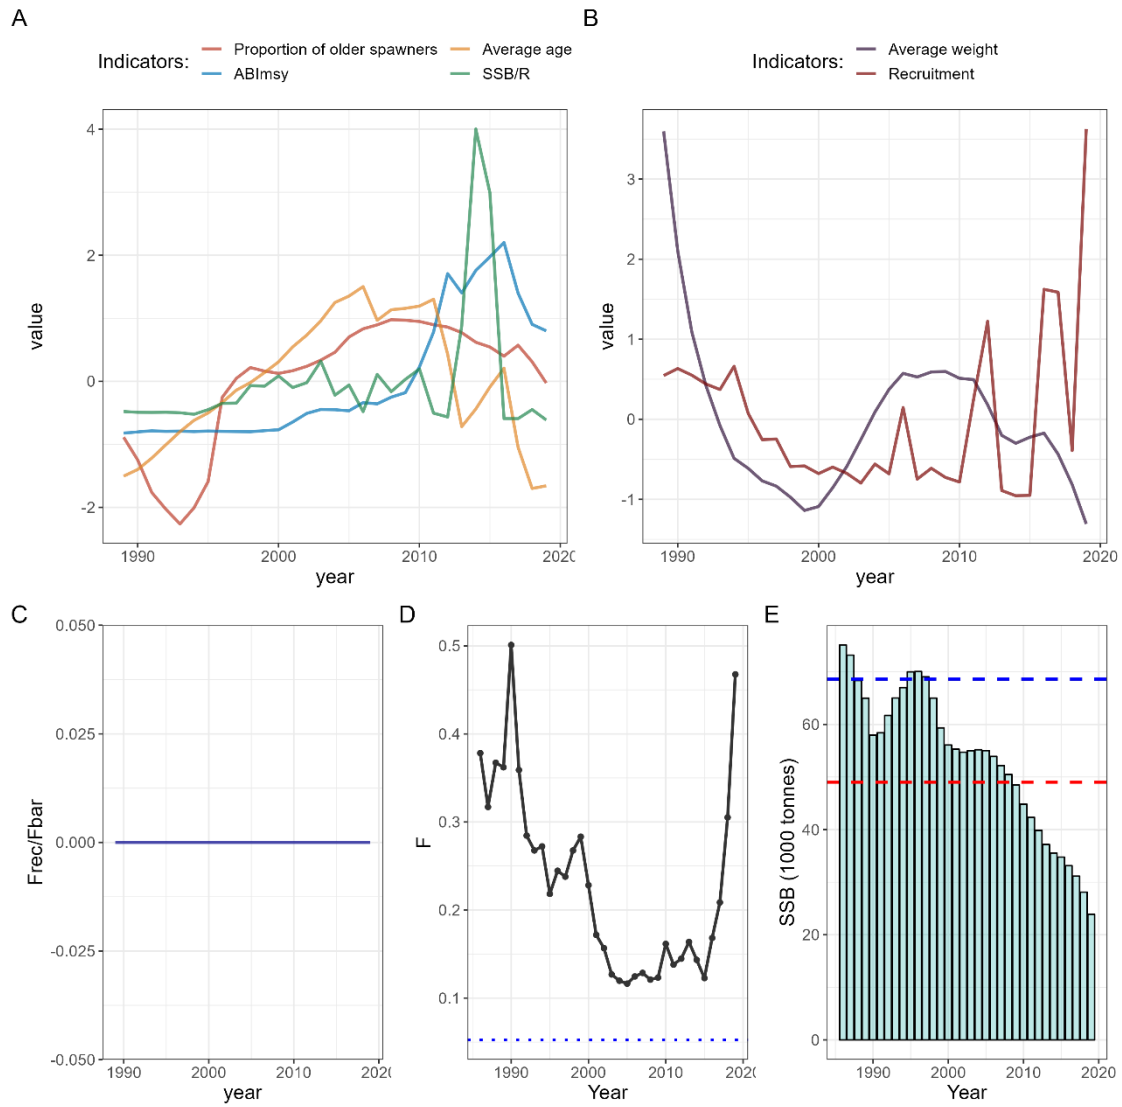 A
B
Indicators:
Proportion of older spawners
Average age
ABImsy
SSB/R
Indicators:
Average weight
Recruitment
4
2
0
-2
value
1990
2000
2010
2020
year
3
2
1
0
-1
value
1990
2000
2010
2020
year
C
D
E
0.050
0.025
0.000
-0.025
-0.050
Frec/Fbar
1990
2000
2010
2020
year
0.5
0.4
0.3
0.2
0.1
F
1990
2000
2010
2020
Year
60
40
20
0
SSB (1000 tonnes)
1990
2000
2010
2020
Year